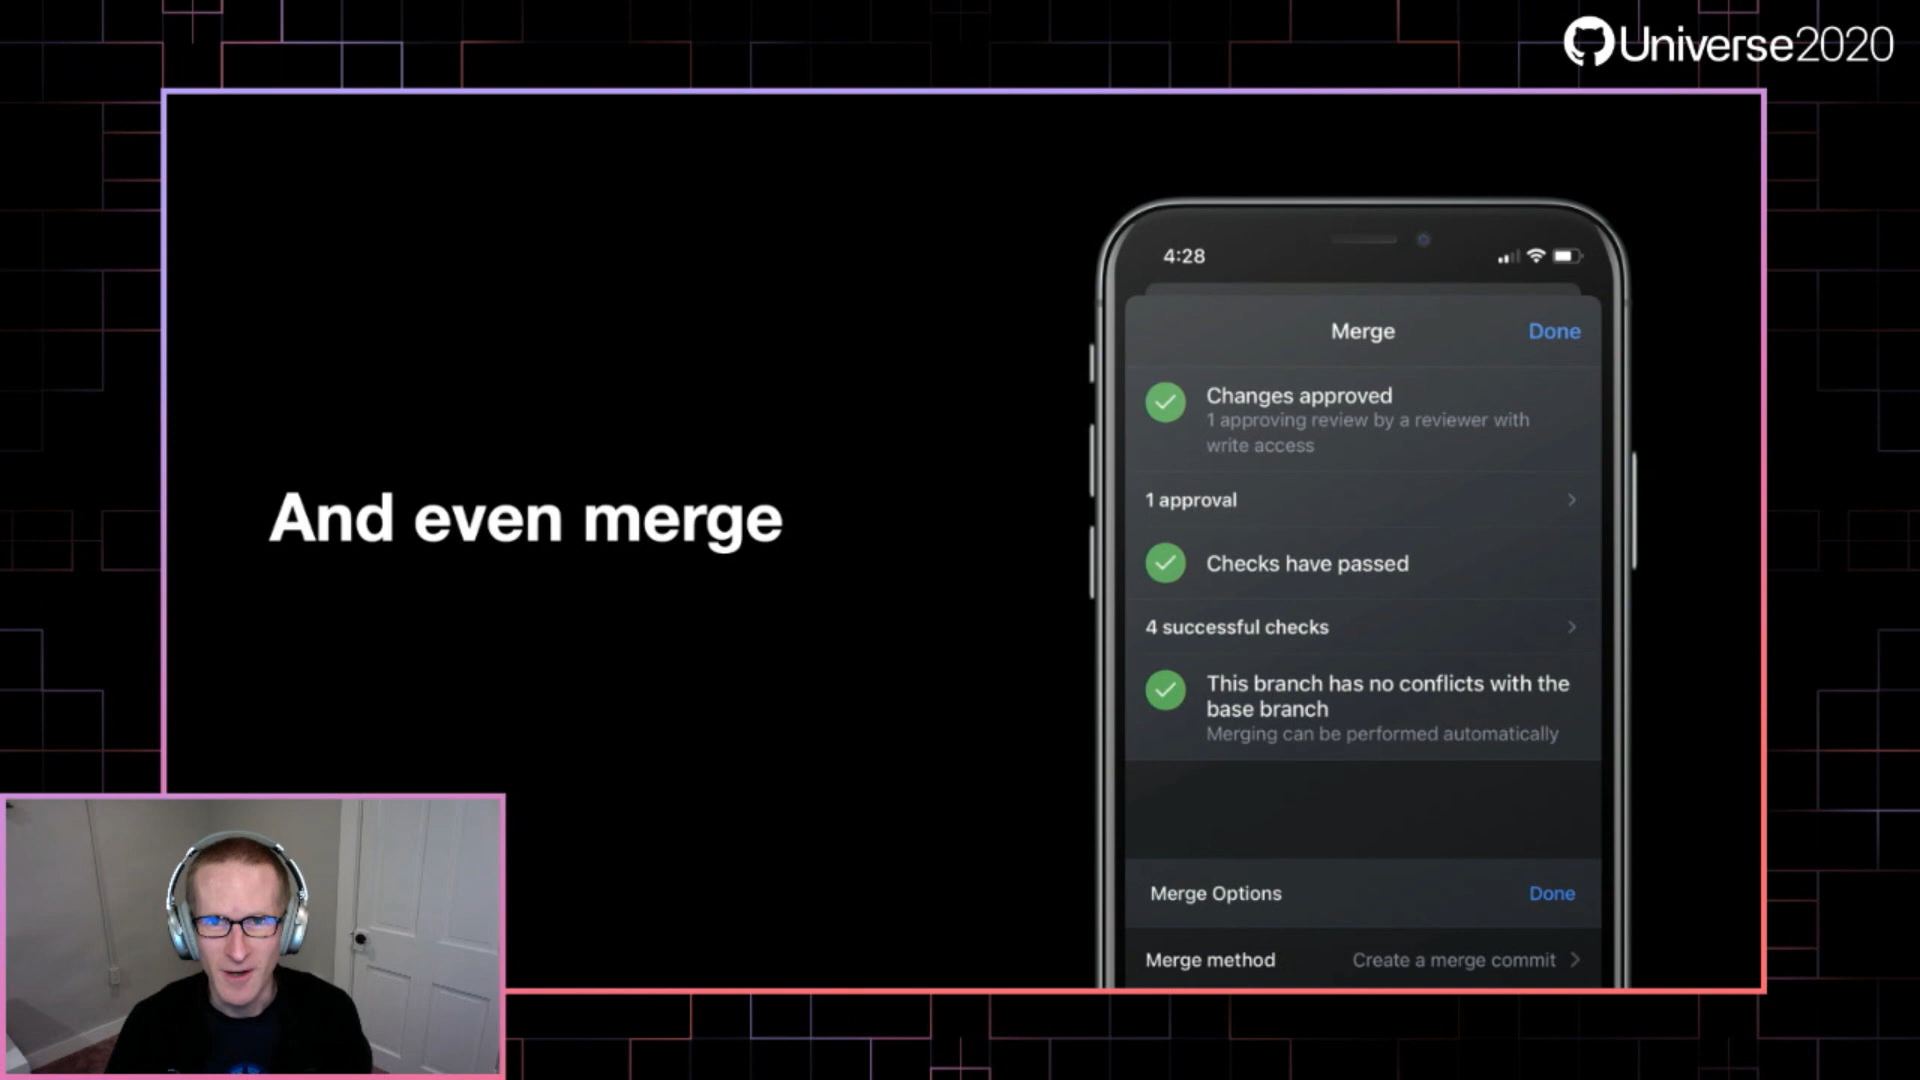 Universe2020
And even merge
4:28
Merge
Done
Changes approved
1 approving review by a reviewer with
write access
1 approval
Checks have passed
4 successful checks
This branch has no conflicts with the
base branch
Merging can be performed automatically
Merge Options
Done
Merge method
Create a merge commit